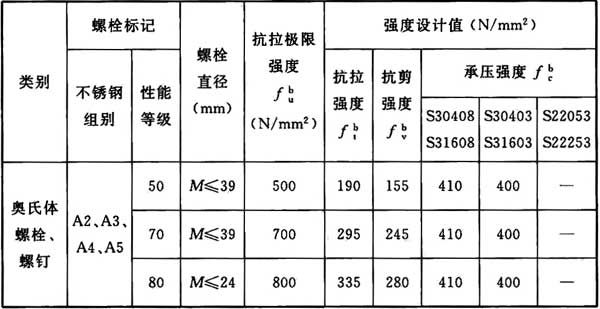 类别 螺栓标记 螺栓直径(mm) 抗拉极限强度 f_u^b (N/mm²) 强度设计值(N/mm²)
不锈钢组别 性能等级 抗拉强度 f_t^b 抗剪强度 f_v^b 承压强度 f_c^b
S30408 S31608 S30403 S31603 S22053 S22253
奥氏体螺栓、螺钉 A2、A3、A4、A5
50 M≤39 500 190 155 410 400 —
70 M≤39 700 295 245 410 400 —
80 M≤24 800 335 280 410 400 —